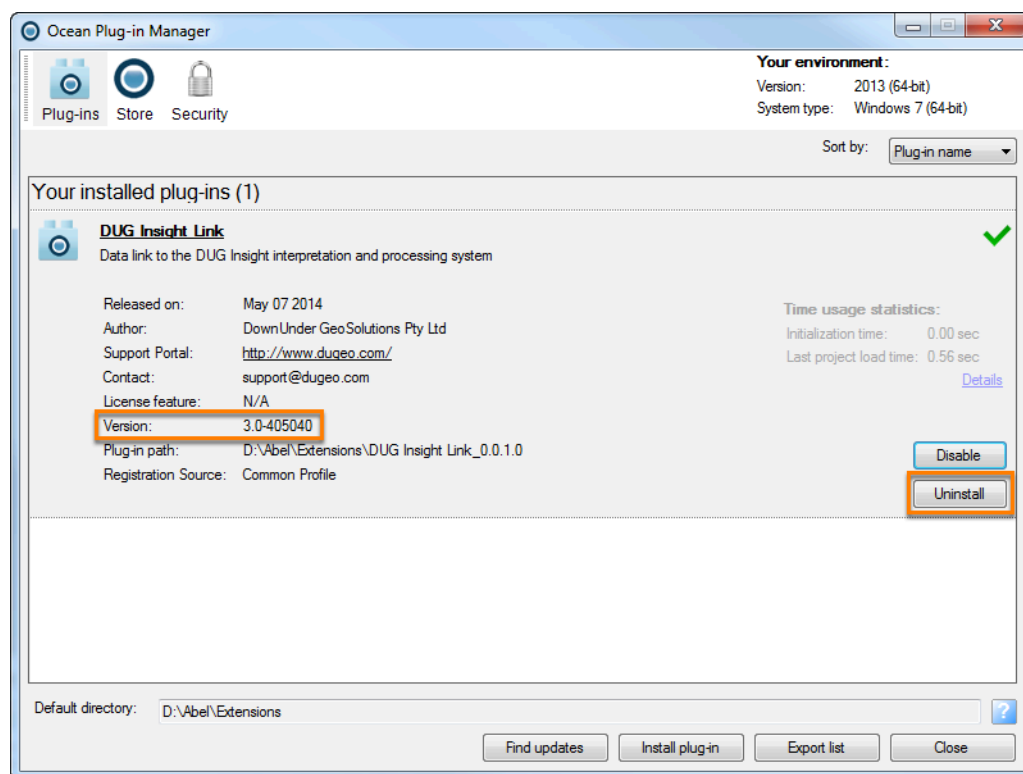 Ocean Plug-in Manager
Plug-ins Store Security
Your environment:
Version: 2013 (64-bit)
System type: Windows 7 (64-bit)
Sort by: Plug-in name
Your installed plug-ins (1)
DUG Insight Link
Data link to the DUG Insight interpretation and processing system
Released on: May 07 2014
Author: DownUnder GeoSolutions Pty Ltd
Support Portal: http://www.dugeo.com/
Contact: support@dugeo.com
License feature: N/A
Version: 3.0-405040
Plug-in path: D:\Abel\Extensions\DUG Insight Link_0.0.1.0
Registration Source: Common Profile
Time usage statistics:
Initialization time: 0.00 sec
Last project load time: 0.56 sec
Details
Disable
Uninstall
Default directory: D:\Abel\Extensions
?
Find updates Install plug-in Export list Close